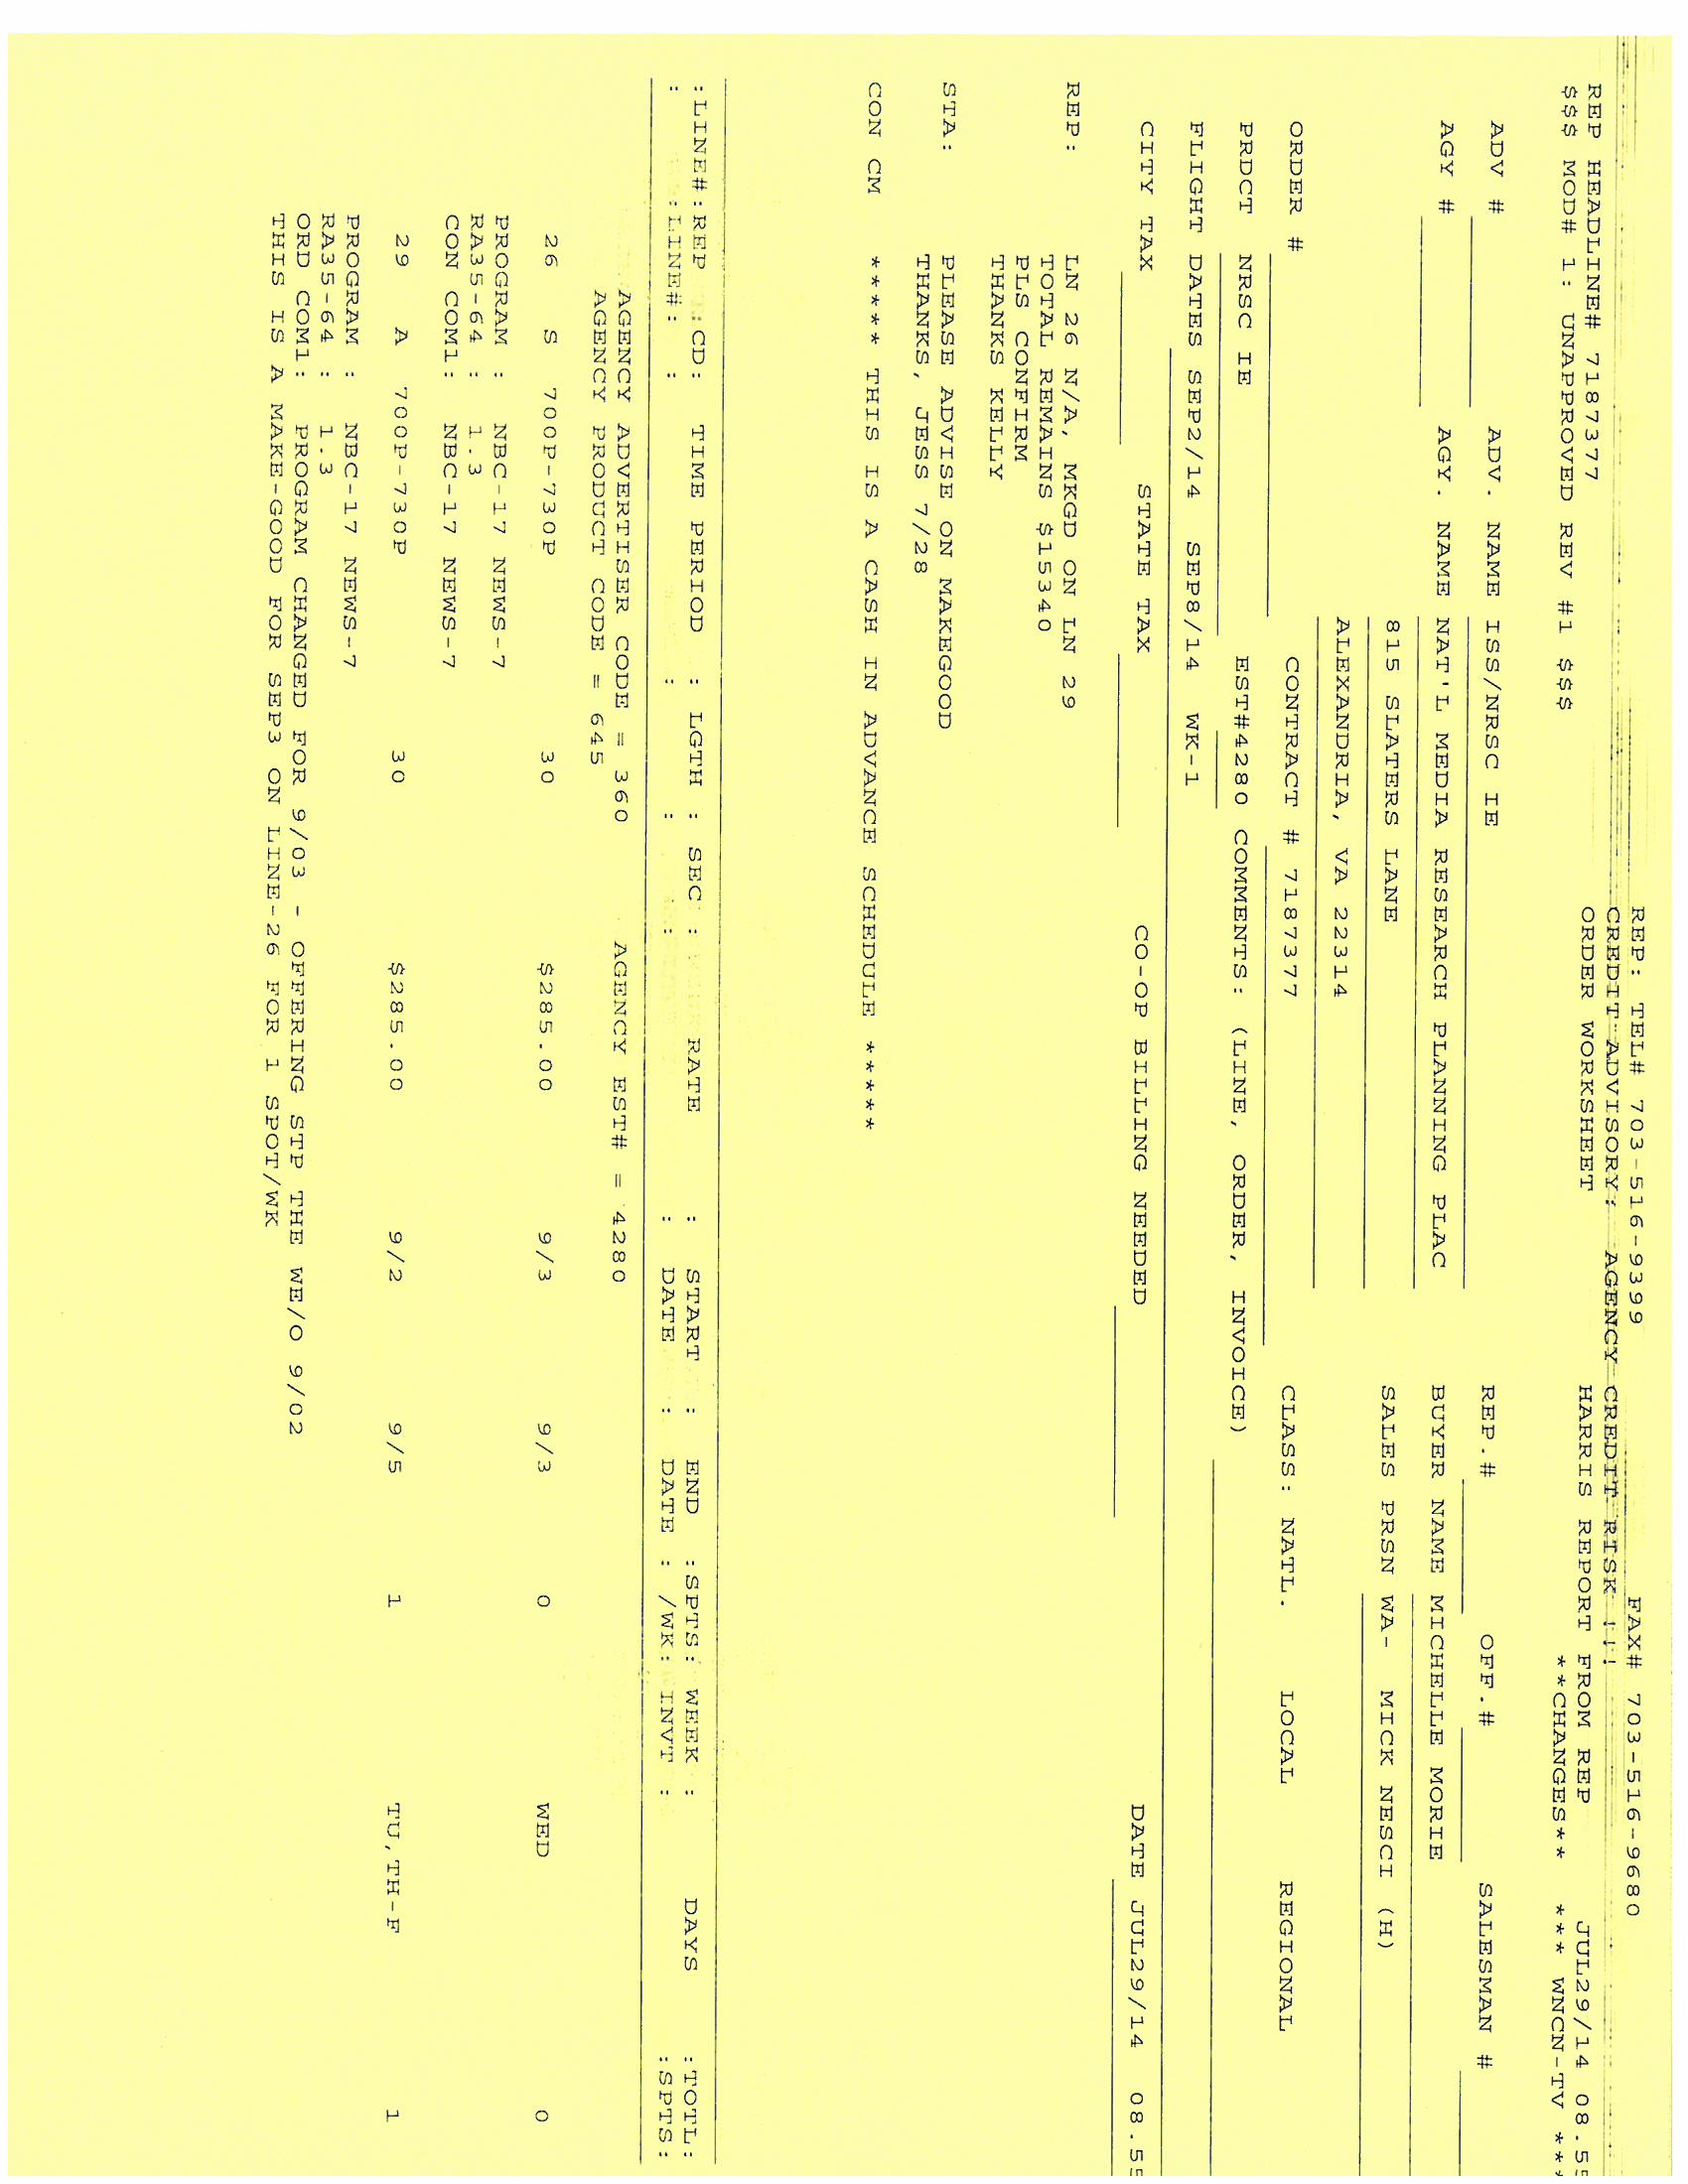 REP: TEL# 703-516-9399 FAX# 703-516-9680
CREDIT ADVISORY: AGENCY CREDIT RISK !!!
REP HEADLINE# 7187377 ORDER WORKSHEET HARRIS REPORT FROM REP JUL29/14 08.55
$$$ MOD# 1: UNAPPROVED REV #1 $$$ **CHANGES** *** WNCN-TV ***
ADV # ADV. NAME ISS/NRSC IE REP.# OFF.# SALESMAN #
AGY # AGY. NAME NAT'L MEDIA RESEARCH PLANNING PLAC BUYER NAME MICHELLE MORIE
815 SLATERS LANE SALES PRSN WA- MICK NESCI (H)
ALEXANDRIA, VA 22314
ORDER # CONTRACT # 7187377 CLASS: NATL. LOCAL REGIONAL
PRDCT NRSC IE EST#4280 COMMENTS: (LINE, ORDER, INVOICE)
FLIGHT DATES SEP2/14 SEP8/14 WK-1
CITY TAX STATE TAX CO-OP BILLING NEEDED DATE JUL29/14 08.55
REP: LN 26 N/A, MKGD ON LN 29
TOTAL REMAINS $15340
PLS CONFIRM
THANKS KELLY
STA: PLEASE ADVISE ON MAKEGOOD
THANKS, JESS 7/28
CON CM ***** THIS IS A CASH IN ADVANCE SCHEDULE *****
:LINE#:REP :CD: TIME PERIOD : LGTH : SEC : RATE : START : END :SPTS: WEEK : DAYS :TOTL:
: :LINE#: : : : : : DATE : DATE : /WK: INVT : :SPTS:
AGENCY ADVERTISER CODE = 360 AGENCY EST# = 4280
AGENCY PRODUCT CODE = 645
26 S 700P-730P 30 $285.00 9/3 9/3 0 WED 0
PROGRAM : NBC-17 NEWS-7
RA35-64 : 1.3
CON COM1: NBC-17 NEWS-7
29 A 700P-730P 30 $285.00 9/2 9/5 1 TU,TH-F 1
PROGRAM : NBC-17 NEWS-7
RA35-64 : 1.3
ORD COM1: PROGRAM CHANGED FOR 9/03 - OFFERING STP THE WE/O 9/02
THIS IS A MAKE-GOOD FOR SEP3 ON LINE-26 FOR 1 SPOT/WK